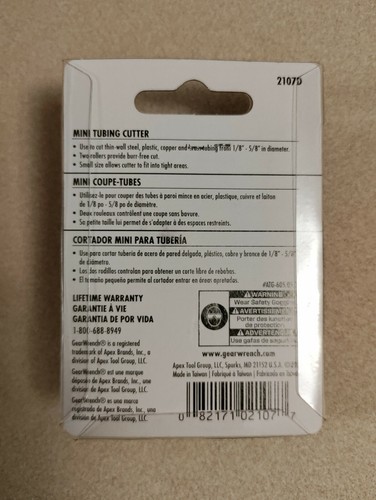 2107D
MINI TUBING CUTTER
• Use to cut thin-wall steel, plastic, copper and tubing 1/8" - 5/8" in diameter.
• Two rollers provide burr-free cut.
• Small size allows cutter to fit into tight areas.
MINI COUPE-TUBES
• Utilisez-le pour couper des tubes à paroi mince en acier, plastique, cuivre et laiton
de 1/8 po - 5/8 po de diamètre.
• Deux rouleaux contrôlent une coupe sans bavure.
• Sa petite taille lui permet de s'adapter à des espaces restreints.
CORTADOR MINI PARA TUBERÍA
• Use para cortar tubería de acero de pared delgada, plástico, cobre y bronce de 1/8" - 5/8"
de diámetro.
• Los dos rodillos controlan para obtener un corte libre de rebabas.
• El tamaño pequeño permite al cortador entrar en áreas apretadas.
LIFETIME WARRANTY
GARANTIE À VIE
GARANTÍA DE POR VIDA
1-800-688-8949
GearWrench® is a registered
trademark of Apex Brands, Inc., a
division of Apex Tool Group, LLC.
GearWrench® est une marque
déposée de Apex Brands, Inc., une
division de Apex Tool Group, LLC.
GearWrench® es una marca
registrada de Apex Brands, Inc., una
división de Apex Tool Group, LLC.
WARNING
Wear Safety Goggles
AVERTISSEMENT
Porter des lunettes
de protection
ADVERTENCIA
Use gafas de
www.gearwrench.com
Apex Tool Group, LLC, Sparks, MD 21152 U.S.A.
Made in Taiwan | Fabriqué à Taiwan | Fabricado en Taiwán
0 82171 02107 7